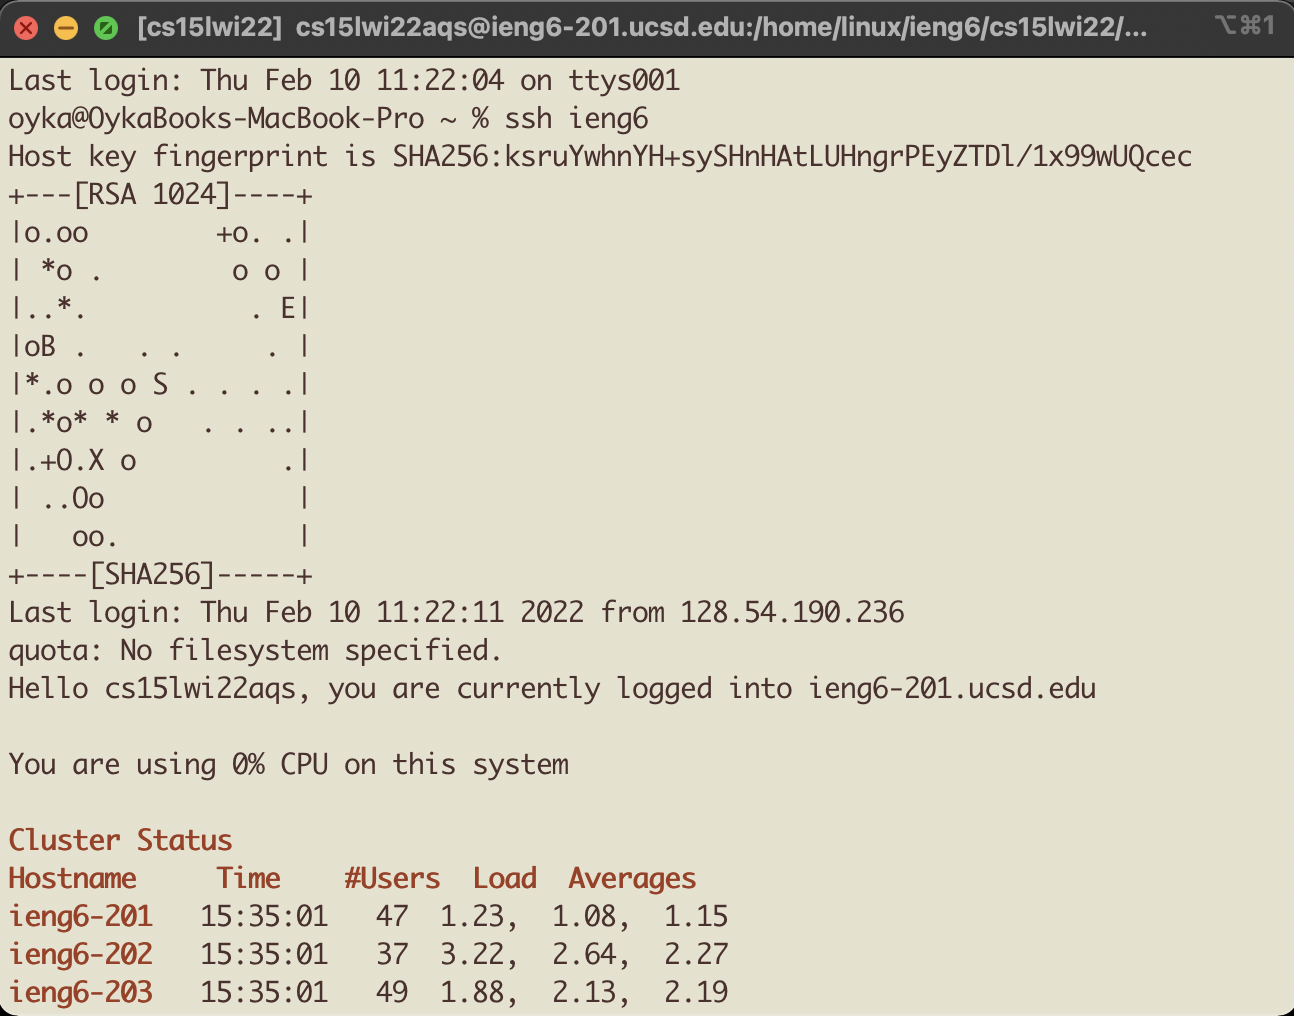 [cs15lwi22] cs15lwi22aqs@ieng6-201.ucsd.edu:/home/linux/ieng6/cs15lwi22/... ⌥⌘1
Last login: Thu Feb 10 11:22:04 on ttys001
oyka@OykaBooks-MacBook-Pro ~ % ssh ieng6
Host key fingerprint is SHA256:ksruYwhnYH+sySHnHAtLUHngrPEyZTDl/1x99wUQcec
+---[RSA 1024]----+
|o.oo        +o. .|
| *o .        o o |
|..*.          . E|
|oB .   . .     . |
|*.o o o S . . . .|
|.*o* * o   . . ..|
|.+O.X o         .|
| ..Oo            |
|   oo.           |
+----[SHA256]-----+
Last login: Thu Feb 10 11:22:11 2022 from 128.54.190.236
quota: No filesystem specified.
Hello cs15lwi22aqs, you are currently logged into ieng6-201.ucsd.edu
You are using 0% CPU on this system
Cluster Status
Hostname     Time    #Users  Load  Averages
ieng6-201   15:35:01   47  1.23,  1.08,  1.15
ieng6-202   15:35:01   37  3.22,  2.64,  2.27
ieng6-203   15:35:01   49  1.88,  2.13,  2.19